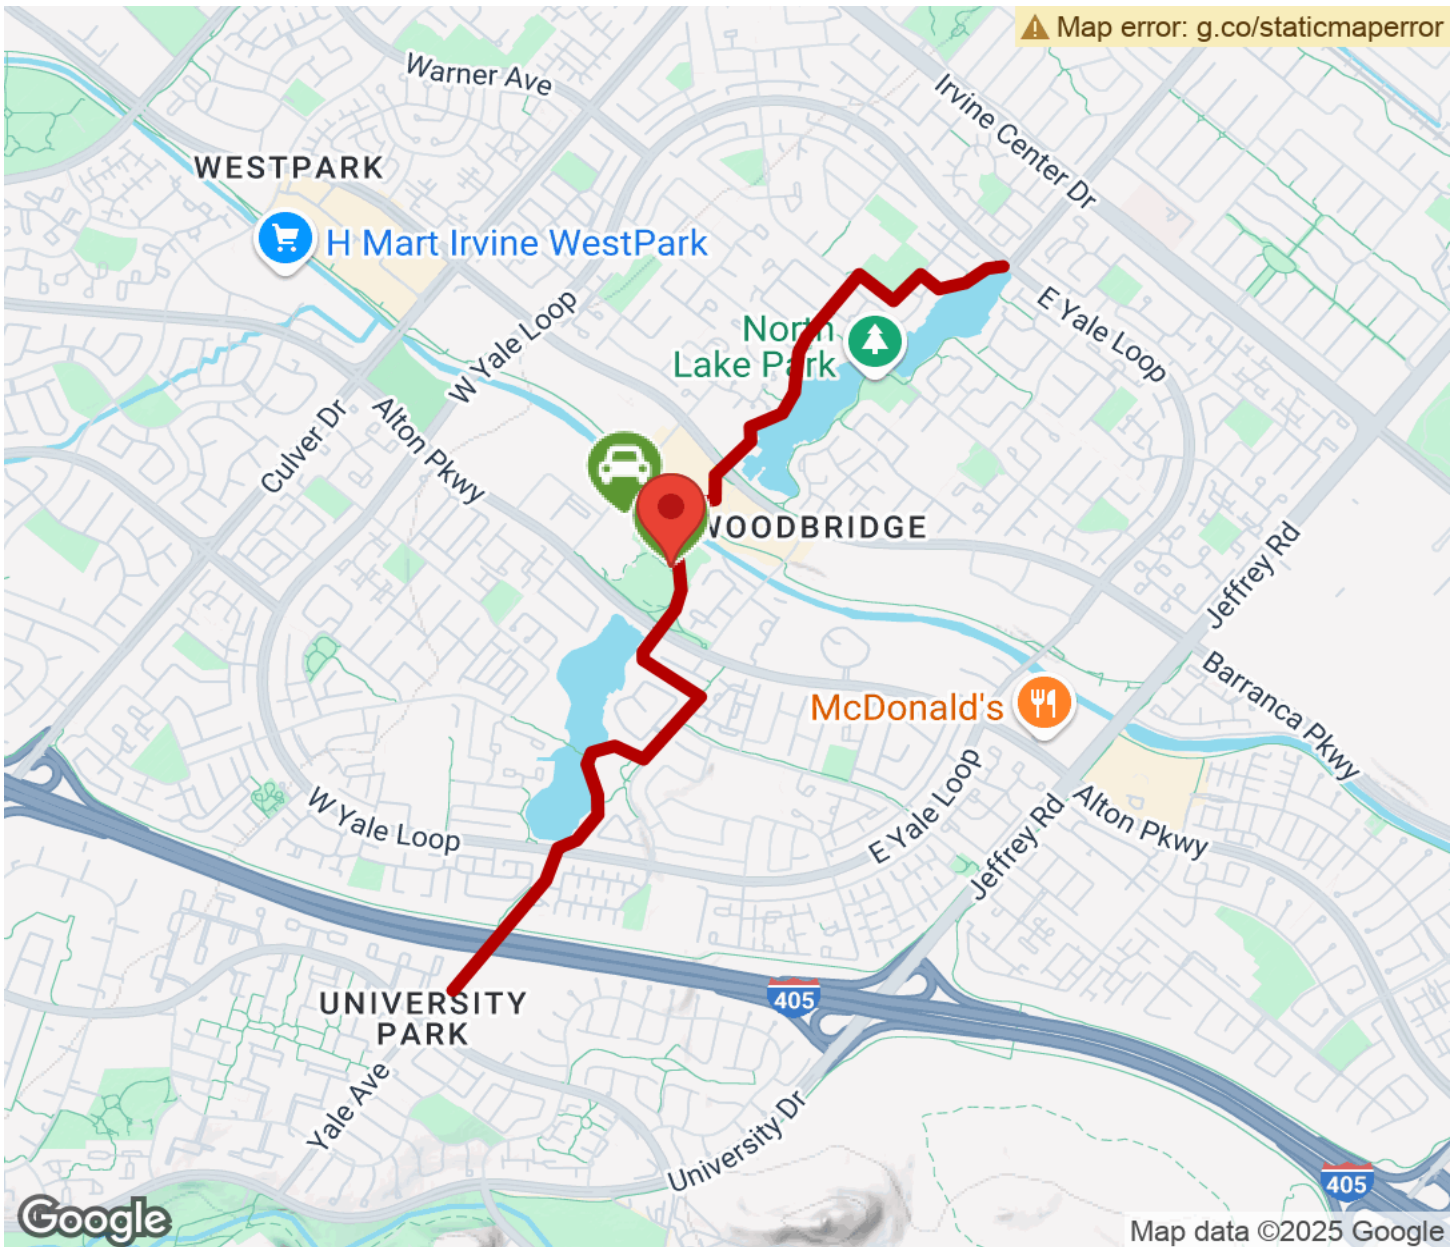 Map error: g.co/staticmaperror
Warner Ave
Irvine Center Dr
WESTPARK
H Mart Irvine WestPark
E Yale Loop
North
Lake Park
W Yale Loop
Culver Dr
Alton Pkwy
WOODBRIDGE
Jeffrey Rd
Barranca Pkwy
McDonald's
W Yale Loop
E Yale Loop
Jeffrey Rd
Alton Pkwy
405
UNIVERSITY
PARK
Yale Ave
University Dr
405
Google
Map data ©2025 Google